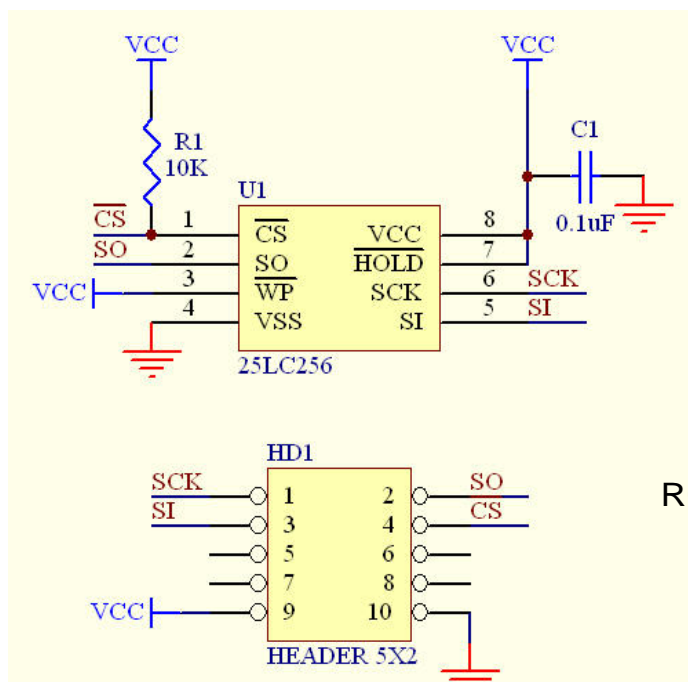 VCC VCC
R1 C1
10K
U1 0.1uF
CS 1 CS VCC 8
SO 2 SO HOLD 7
VCC 3 WP SCK 6 SCK
4 VSS SI 5 SI
25LC256
HD1
SCK 1 2 SO
SI 3 4 CS
5 6
7 8
VCC 9 10
HEADER 5X2
R